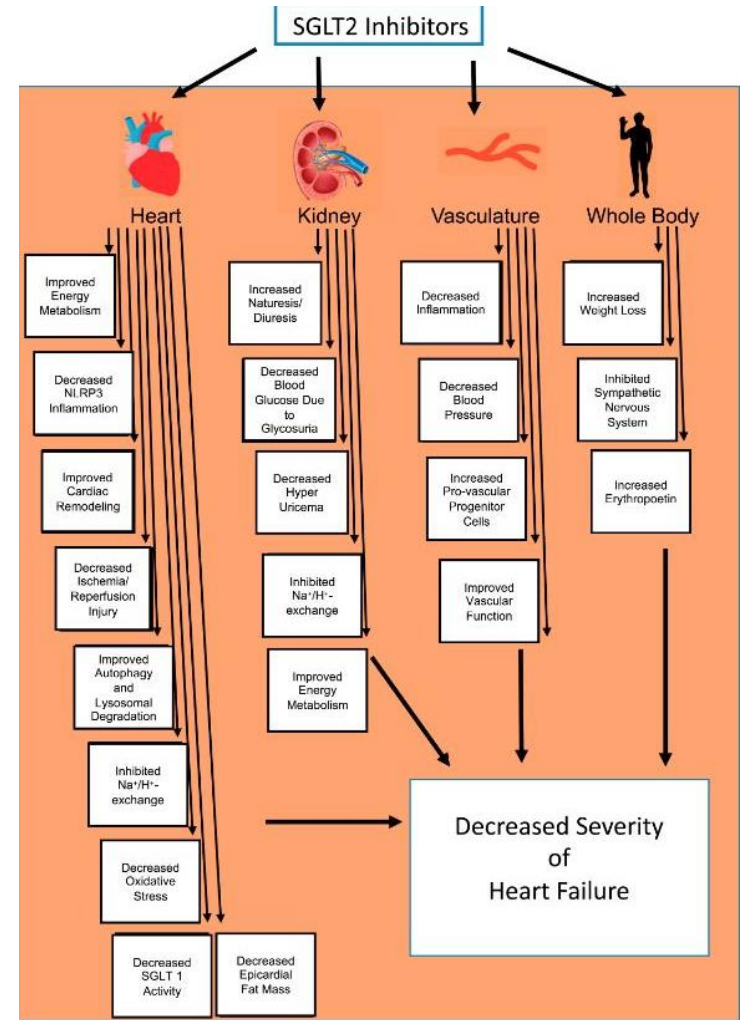 SGLT2 Inhibitors
Heart
Kidney
Vasculature
Whole Body
Improved
Energy
Metabolism
Decreased
NLRP3
Inflammation
Improved
Cardiac
Remodeling
Decreased
Ischemia/
Reperfusion
Injury
Improved
Autophagy
and
Lysosomal
Degradation
Inhibited
Na⁺/H⁺-
exchange
Decreased
Oxidative
Stress
Decreased
SGLT 1
Activity
Decreased
Epicardial
Fat Mass
Increased
Naturesis/
Diuresis
Decreased
Blood
Glucose Due
to
Glycosuria
Decreased
Hyper
Uricema
Inhibited
Na⁺/H⁺-
exchange
Improved
Energy
Metabolism
Decreased
Inflammation
Decreased
Blood
Pressure
Increased
Pro-vascular
Progenitor
Cells
Improved
Vascular
Function
Increased
Weight Loss
Inhibited
Sympathetic
Nervous
System
Increased
Erythropoetin
Decreased Severity
of
Heart Failure